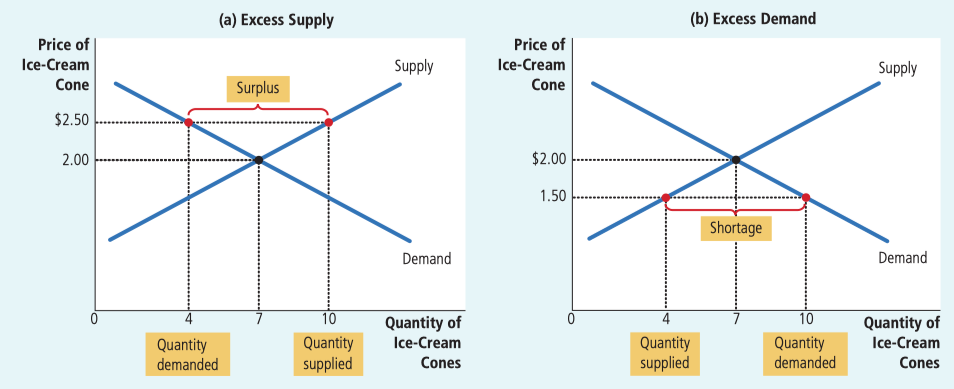 (a) Excess Supply
Price of
Ice-Cream
Cone
Supply
Surplus
$2.50
2.00
Demand
0
4
7
10
Quantity of
Ice-Cream
Cones
Quantity
demanded
Quantity
supplied
(b) Excess Demand
Price of
Ice-Cream
Cone
Supply
$2.00
1.50
Shortage
Demand
0
4
7
10
Quantity of
Ice-Cream
Cones
Quantity
supplied
Quantity
demanded